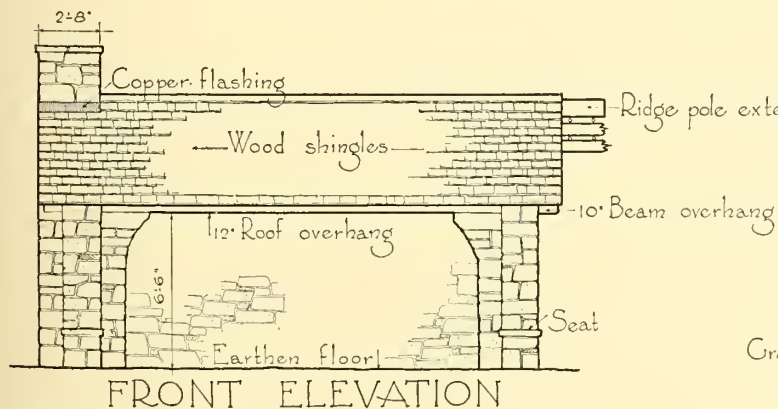 2'-8"
Copper flashing
Ridge pole exte
Wood shingles
10" Beam overhang
12" Roof overhang
6'-6"
Seat
Earthen floor
Gra
FRONT ELEVATION